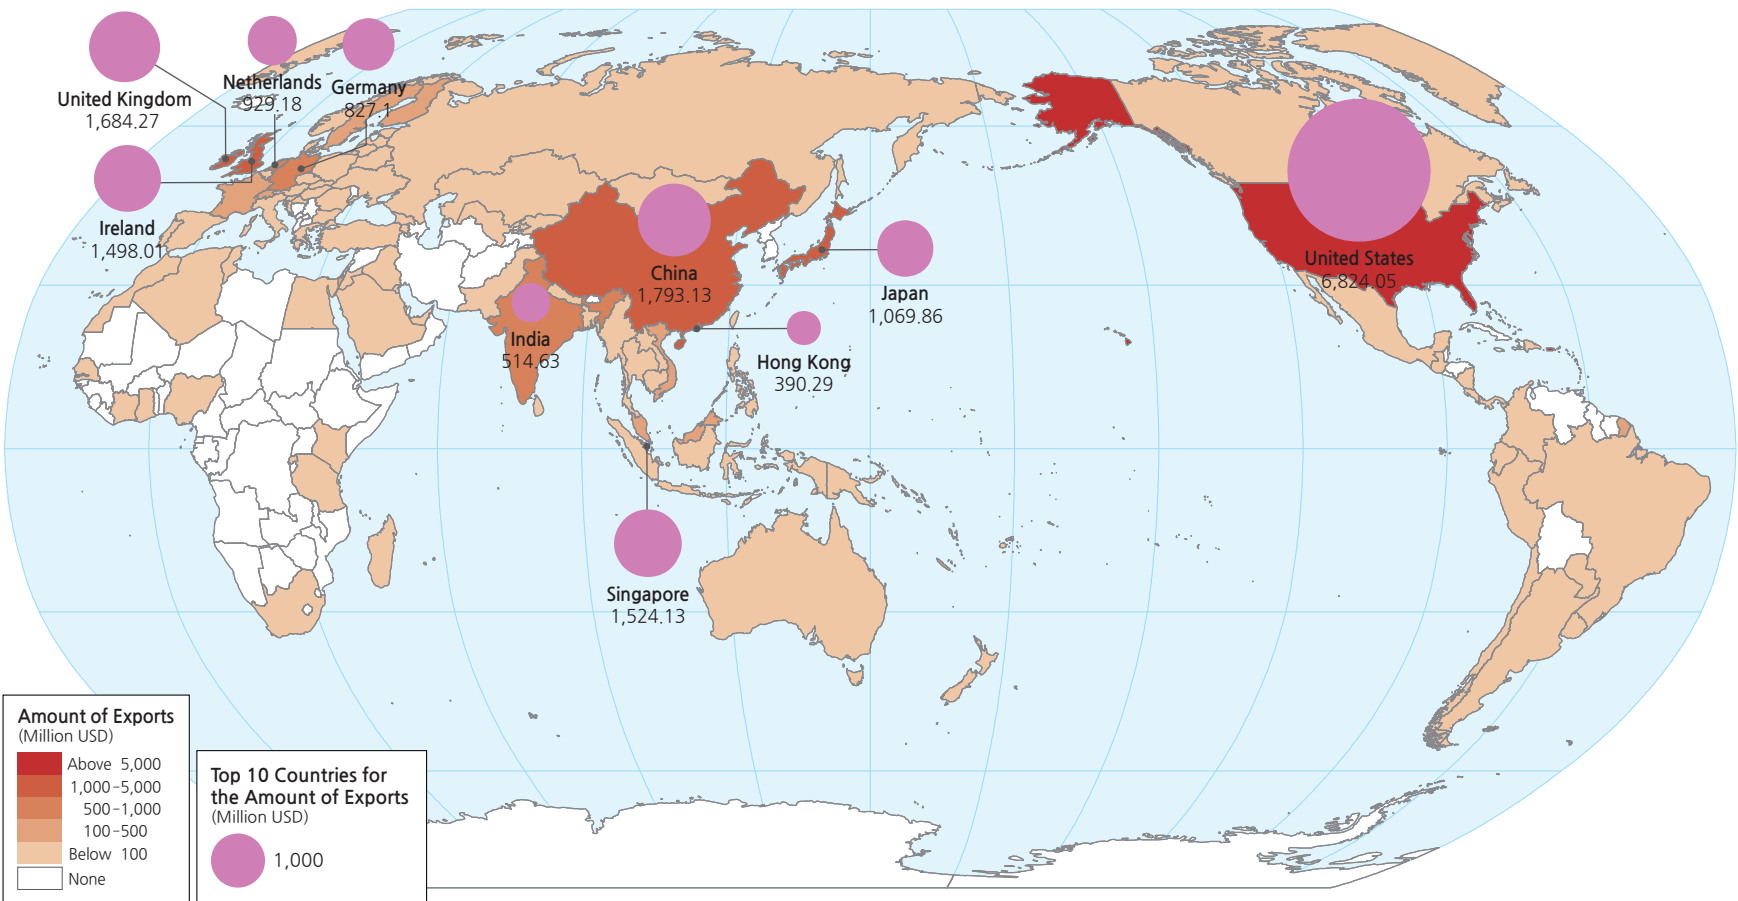 United Kingdom
1,684.27
Netherlands
929.18
Germany
827.1
Ireland
1,498.01
China
1,793.13
India
514.63
Japan
1,069.86
Hong Kong
390.29
Singapore
1,524.13
United States
6,824.05
Amount of Exports
(Million USD)
Above 5,000
1,000-5,000
500-1,000
100-500
Below 100
None
Top 10 Countries for
the Amount of Exports
(Million USD)
1,000